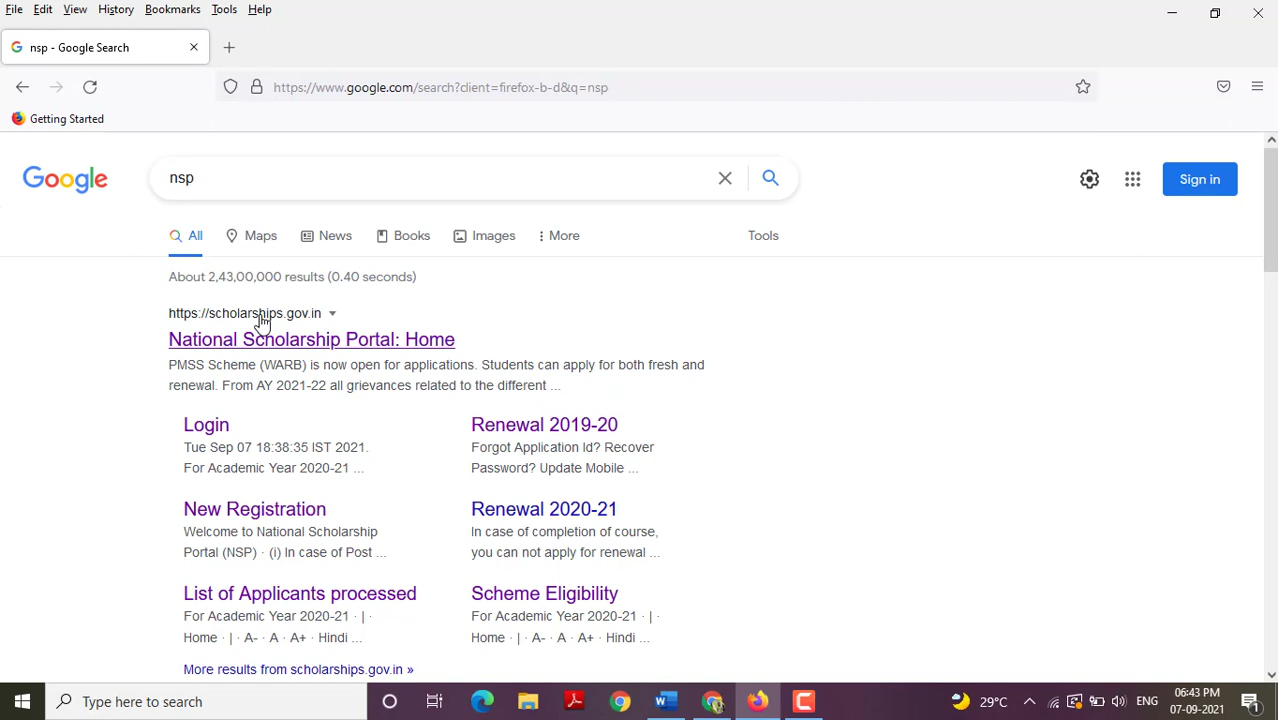 File Edit View History Bookmarks Tools Help
nsp - Google Search
https://www.google.com/search?client=firefox-b-d&q=nsp
Getting Started
Google
nsp
Sign in
All Maps News Books Images More Tools
About 2,43,00,000 results (0.40 seconds)
https://scholarships.gov.in
National Scholarship Portal: Home
PMSS Scheme (WARB) is now open for applications. Students can apply for both fresh and
renewal. From AY 2021-22 all grievances related to the different ...
Login
Tue Sep 07 18:38:35 IST 2021.
For Academic Year 2020-21 ...
Renewal 2019-20
Forgot Application Id? Recover
Password? Update Mobile ...
New Registration
Welcome to National Scholarship
Portal (NSP) · (i) In case of Post ...
Renewal 2020-21
In case of completion of course,
you can not apply for renewal ...
List of Applicants processed
For Academic Year 2020-21 · | ·
Home · | · A- · A · A+ · Hindi ...
Scheme Eligibility
For Academic Year 2020-21 · | ·
Home · | · A- · A · A+ · Hindi ...
More results from scholarships.gov.in »
Type here to search
29°C
ENG
06:43 PM
07-09-2021
1